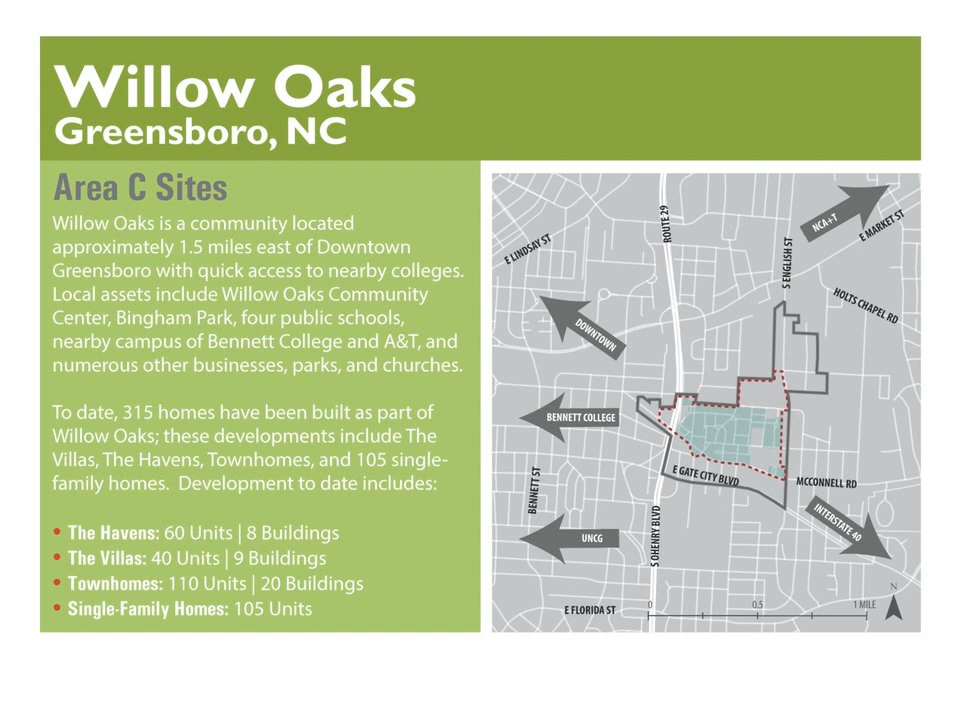 Willow Oaks
Greensboro, NC
Area C Sites
Willow Oaks is a community located
approximately 1.5 miles east of Downtown
Greensboro with quick access to nearby colleges.
Local assets include Willow Oaks Community
Center, Bingham Park, four public schools,
nearby campus of Bennett College and A&T, and
numerous other businesses, parks, and churches.
To date, 315 homes have been built as part of
Willow Oaks; these developments include The
Villas, The Havens, Townhomes, and 105 single-
family homes.  Development to date includes:
• The Havens: 60 Units | 8 Buildings
• The Villas: 40 Units | 9 Buildings
• Townhomes: 110 Units | 20 Buildings
• Single-Family Homes: 105 Units
E LINDSAY ST
ROUTE 29
S ENGLISH ST
NCA+T
E MARKET ST
HOLTS CHAPEL RD
DOWNTOWN
BENNETT COLLEGE
BENNETT ST
E GATE CITY BLVD
MCCONNELL RD
INTERSTATE 40
UNCG
S OHENRY BLVD
E FLORIDA ST
0
0.5
1 MILE
N